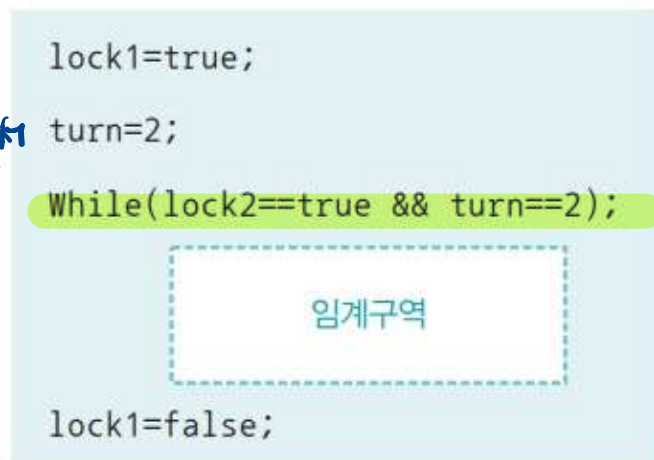 lock1=true;
turn=2;
While(lock2==true && turn==2);
임계구역
lock1=false;